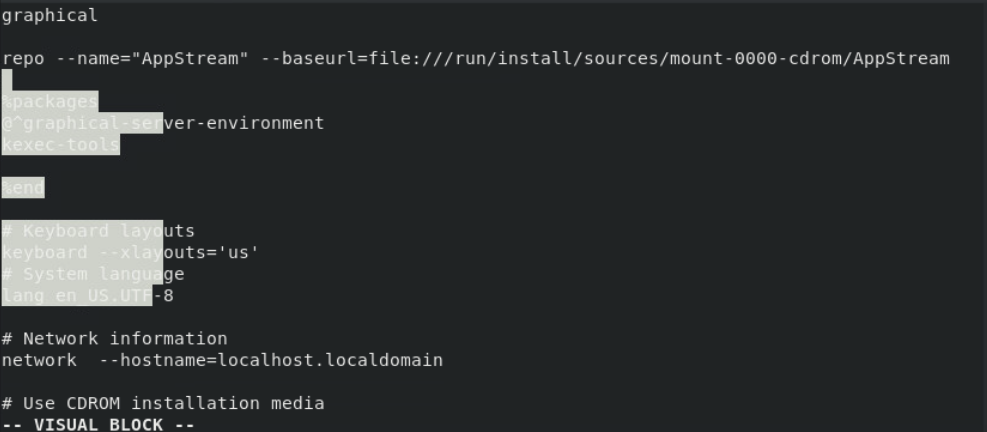 graphical
repo --name="AppStream" --baseurl=file:///run/install/sources/mount-0000-cdrom/AppStream
%packages
@^graphical-server-environment
kexec-tools
%end
# Keyboard layouts
keyboard --xlayouts='us'
# System language
lang en_US.UTF-8
# Network information
network  --hostname=localhost.localdomain
# Use CDROM installation media
-- VISUAL BLOCK --